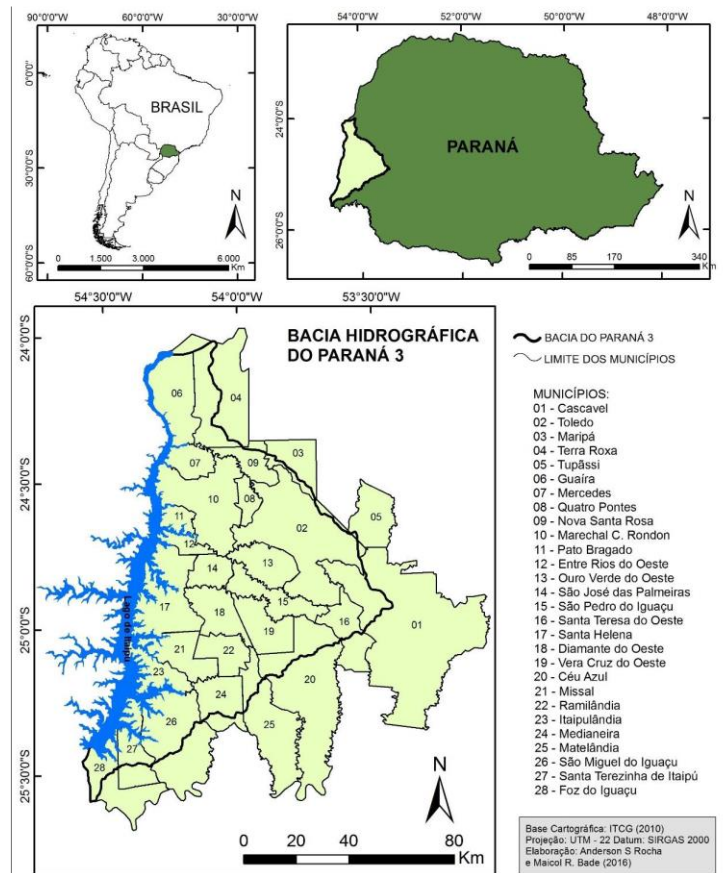 90°0'0"W 60°0'0"W 30°0'0"W
0°0'0"
30°0'0"S
60°0'0"S
BRASIL
N
0 1.500 3.000 6.000
Km
54°0'0"W 52°0'0"W 50°0'0"W 48°0'0"W
24°0'0"S
26°0'0"S
PARANÁ
N
0 85 170 340
Km
54°30'0"W 54°0'0"W 53°30'0"W
24°0'0"S
24°30'0"S
25°0'0"S
25°30'0"S
BACIA HIDROGRÁFICA
DO PARANÁ 3
06
04
03
07
09
10
08
02
05
11
12
13
14
15
17
18
16
01
19
21
22
23
20
24
26
25
27
28
Lago de Itaipu
N
0 20 40 60 80
Km
BACIA DO PARANÁ 3
LIMITE DOS MUNICÍPIOS
MUNICÍPIOS:
01 - Cascavel
02 - Toledo
03 - Maripá
04 - Terra Roxa
05 - Tupãssi
06 - Guaíra
07 - Mercedes
08 - Quatro Pontes
09 - Nova Santa Rosa
10 - Marechal C. Rondon
11 - Pato Bragado
12 - Entre Rios do Oeste
13 - Ouro Verde do Oeste
14 - São José das Palmeiras
15 - São Pedro do Iguaçu
16 - Santa Teresa do Oeste
17 - Santa Helena
18 - Diamante do Oeste
19 - Vera Cruz do Oeste
20 - Céu Azul
21 - Missal
22 - Ramilândia
23 - Itaipulândia
24 - Medianeira
25 - Matelândia
26 - São Miguel do Iguaçu
27 - Santa Terezinha de Itaipú
28 - Foz do Iguaçu
Base Cartográfica: ITCG (2010)
Projeção: UTM - 22 Datum: SIRGAS 2000
Elaboração: Anderson S Rocha
e Maicol R. Bade (2016)